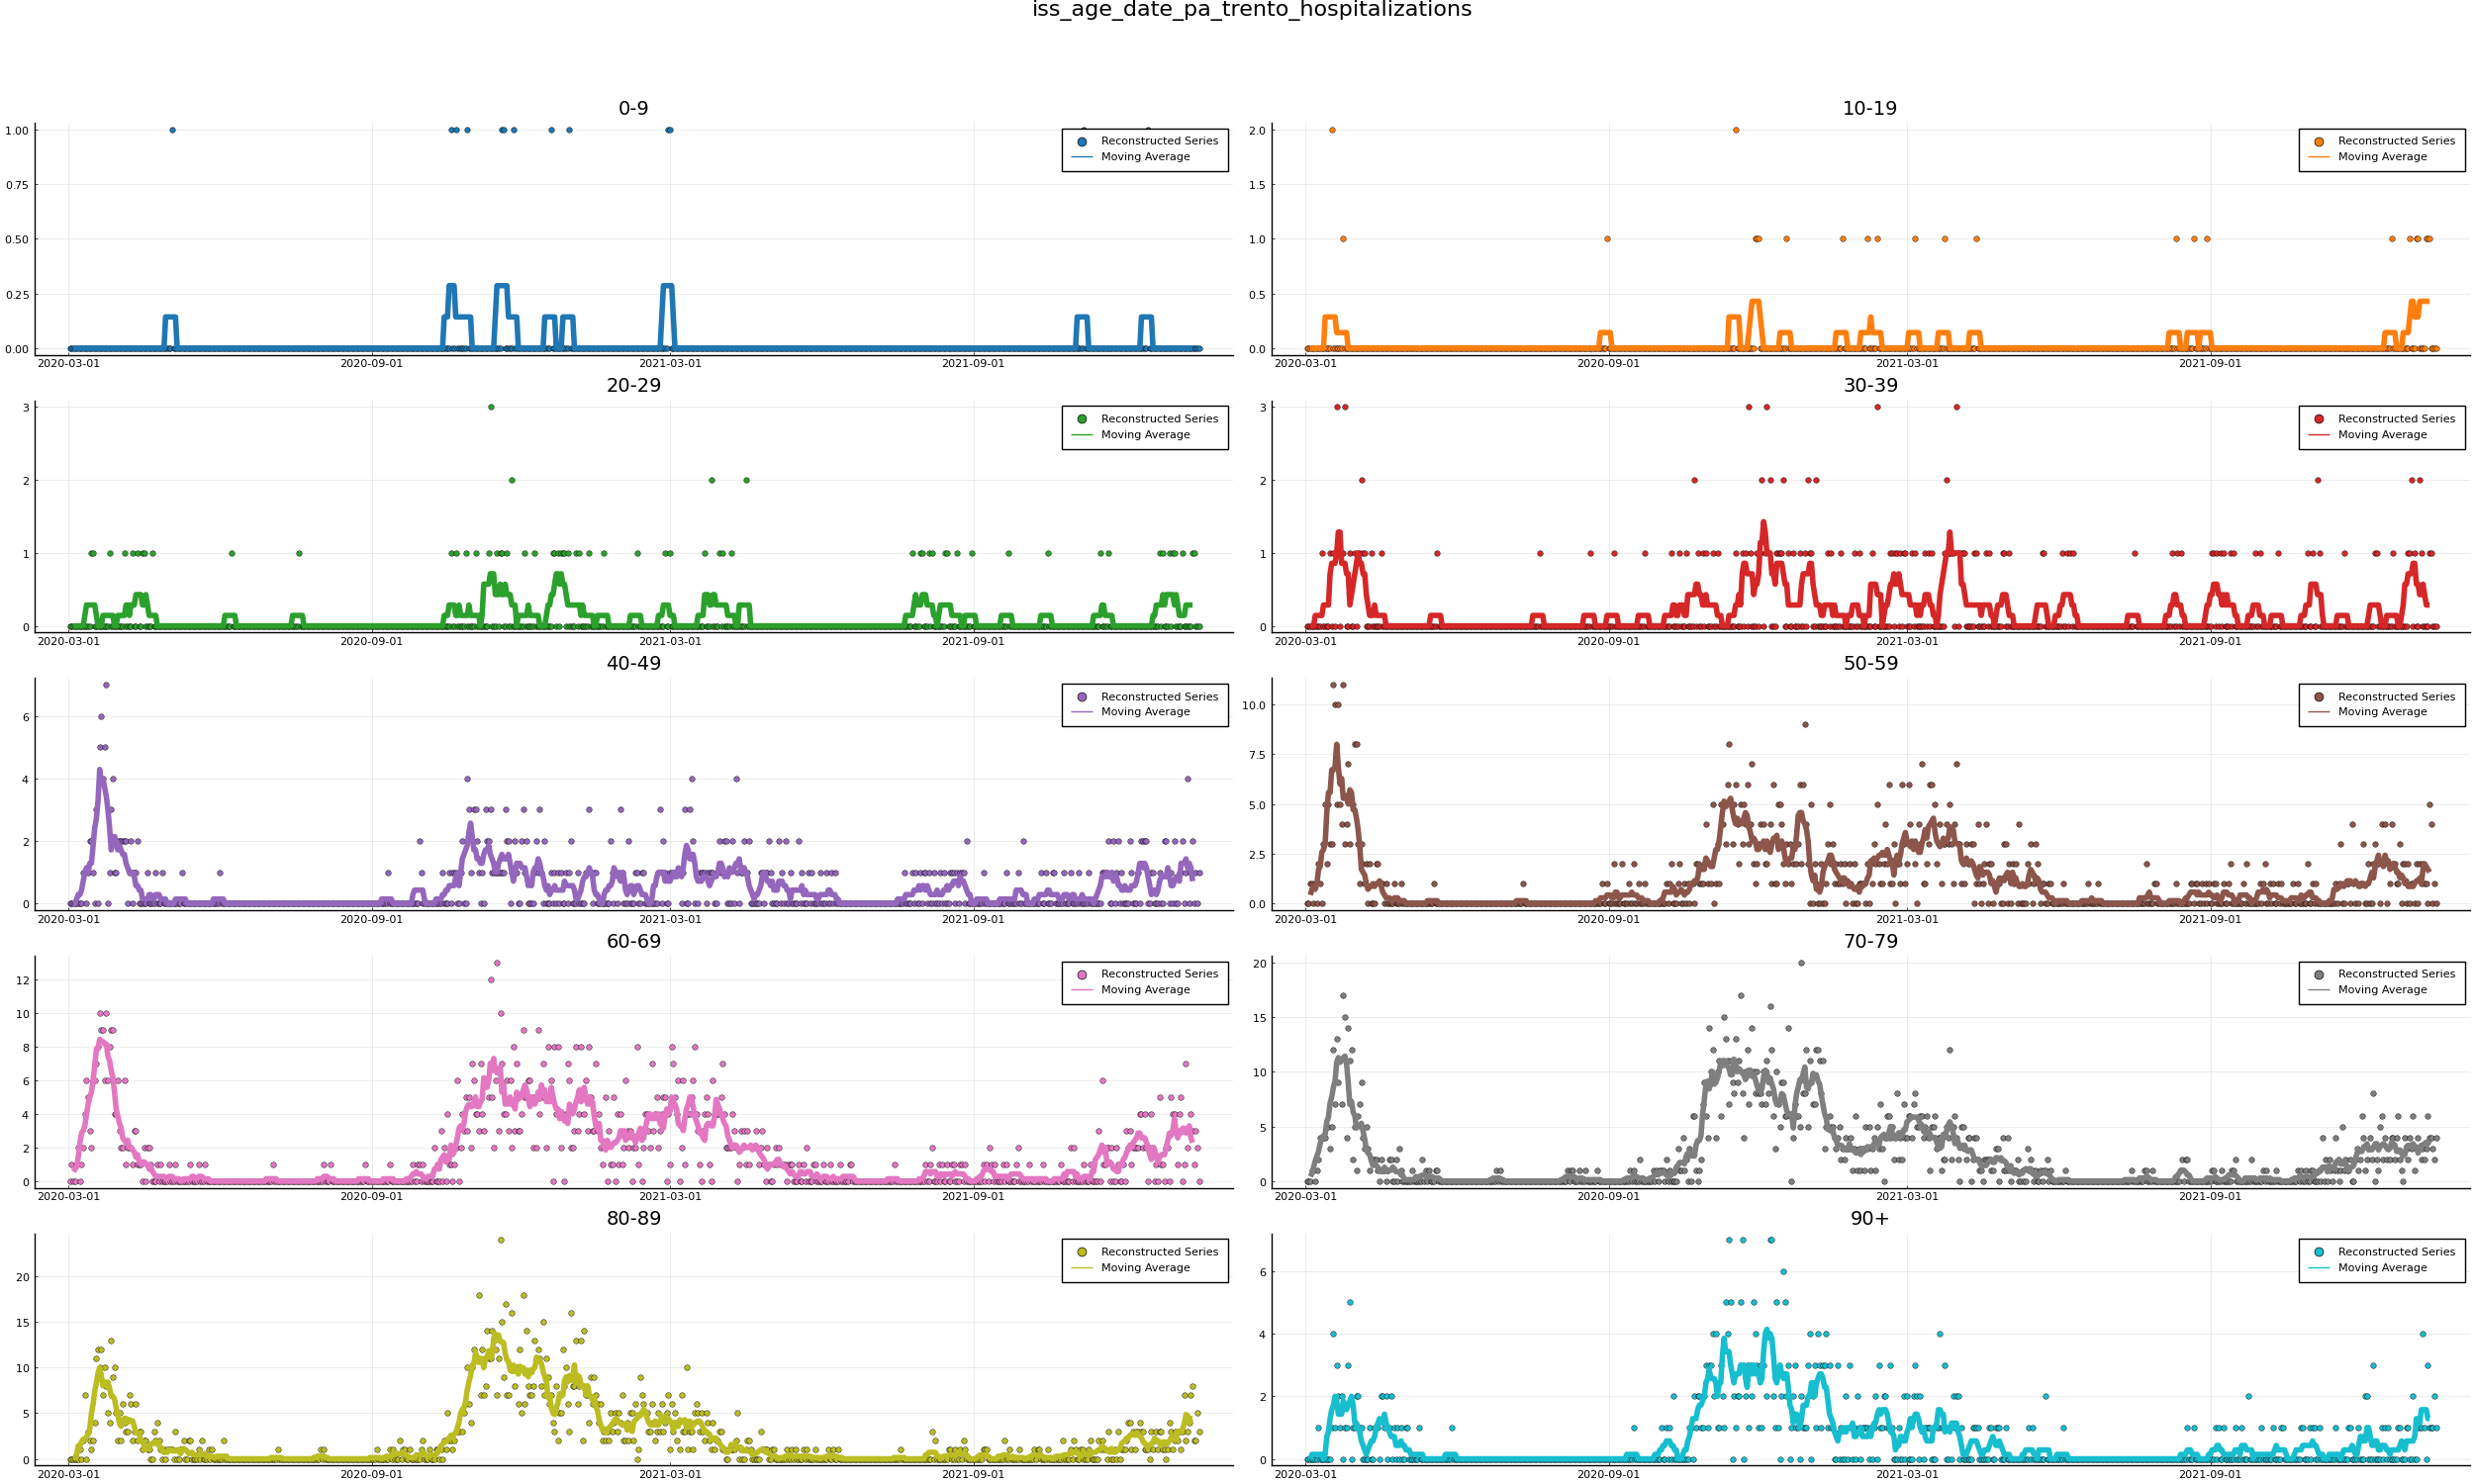 iss_age_date_pa_trento_hospitalizations
0-9
1.00
0.75
0.50
0.25
0.00
2020-03-01 2020-09-01 2021-03-01 2021-09-01
Reconstructed Series
Moving Average
10-19
2.0
1.5
1.0
0.5
0.0
2020-03-01 2020-09-01 2021-03-01 2021-09-01
Reconstructed Series
Moving Average
20-29
3
2
1
0
2020-03-01 2020-09-01 2021-03-01 2021-09-01
Reconstructed Series
Moving Average
30-39
3
2
1
0
2020-03-01 2020-09-01 2021-03-01 2021-09-01
Reconstructed Series
Moving Average
40-49
6
4
2
0
2020-03-01 2020-09-01 2021-03-01 2021-09-01
Reconstructed Series
Moving Average
50-59
10.0
7.5
5.0
2.5
0.0
2020-03-01 2020-09-01 2021-03-01 2021-09-01
Reconstructed Series
Moving Average
60-69
12
10
8
6
4
2
0
2020-03-01 2020-09-01 2021-03-01 2021-09-01
Reconstructed Series
Moving Average
70-79
20
15
10
5
0
2020-03-01 2020-09-01 2021-03-01 2021-09-01
Reconstructed Series
Moving Average
80-89
20
15
10
5
0
2020-03-01 2020-09-01 2021-03-01 2021-09-01
Reconstructed Series
Moving Average
90+
6
4
2
0
2020-03-01 2020-09-01 2021-03-01 2021-09-01
Reconstructed Series
Moving Average